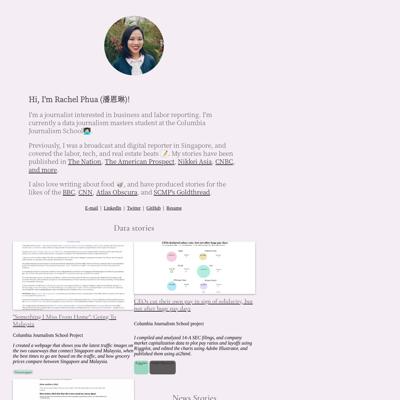 Hi, I'm Rachel Phua (潘恩琳)!
I'm a journalist interested in business and labor reporting. I'm
currently a data journalism masters student at the Columbia
Journalism School
Previously, I was a broadcast and digital reporter in Singapore, and
covered the labor, tech, and real estate beats. My stories have been
published in The Nation, The American Prospect, Nikkei Asia, CNBC,
and more.
I also love writing about food, and have produced stories for the
likes of the BBC, CNN, Atlas Obscura, and SCMP's Goldthread.
E-mail | LinkedIn | Twitter | GitHub | Resume
Data stories
"Something I Miss From Home": Going To
Malaysia
Columbia Journalism School Project
I created a webpage that shows you the latest traffic images on
the two causeways that connect Singapore and Malaysia, when
the best times to go are based on the traffic, and how grocery
prices compare between Singapore and Malaysia.
CEOs cut their own pay in sign of solidarity, but
not after huge pay days
Columbia Journalism School project
I compiled and analyzed 14-A SEC filings, and company
market capitalization data to plot pay ratios and layoffs using
R/ggplot, and edited the charts using Adobe Illustrator, and
published them using ai2html.
News Stories